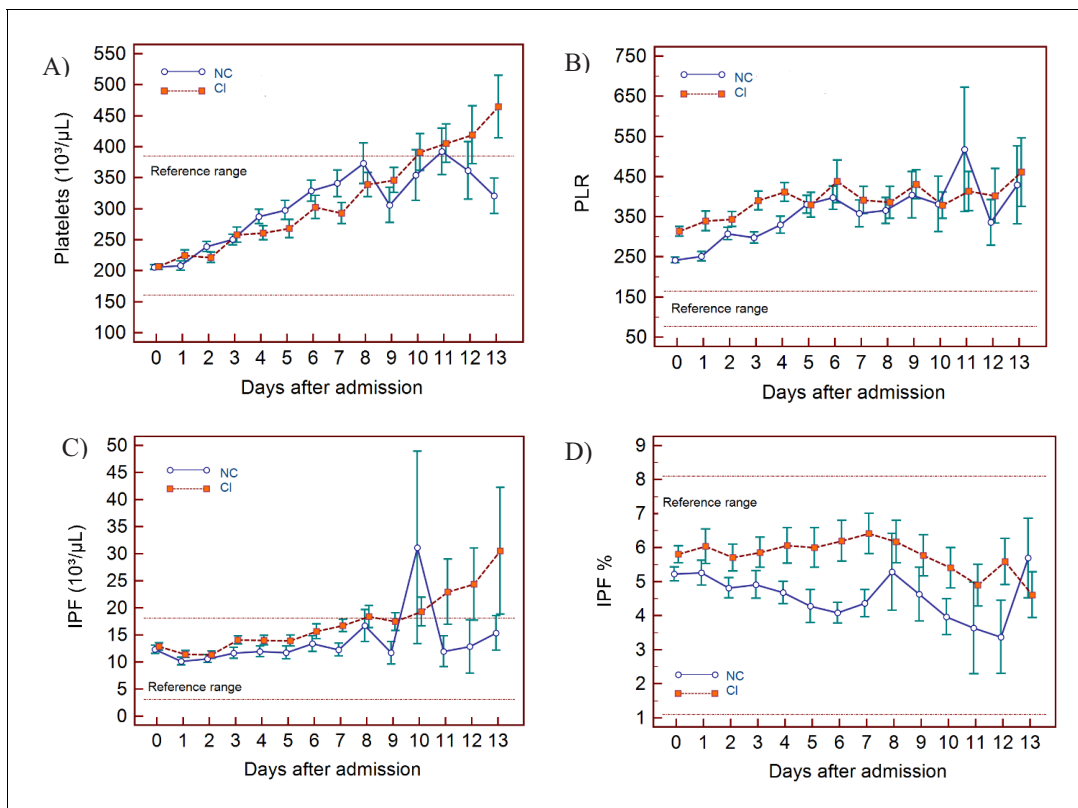 A)
Platelets (10³/µL)
550
500
450
400
350
300
250
200
150
100
NC
CI
Reference range
0 1 2 3 4 5 6 7 8 9 10 11 12 13
Days after admission
B)
PLR
750
650
550
450
350
250
150
50
NC
CI
Reference range
0 1 2 3 4 5 6 7 8 9 10 11 12 13
Days after admission
C)
IPF (10³/µL)
50
45
40
35
30
25
20
15
10
5
0
NC
CI
Reference range
0 1 2 3 4 5 6 7 8 9 10 11 12 13
Days after admission
D)
IPF %
9
8
7
6
5
4
3
2
1
Reference range
NC
CI
0 1 2 3 4 5 6 7 8 9 10 11 12 13
Days after admission